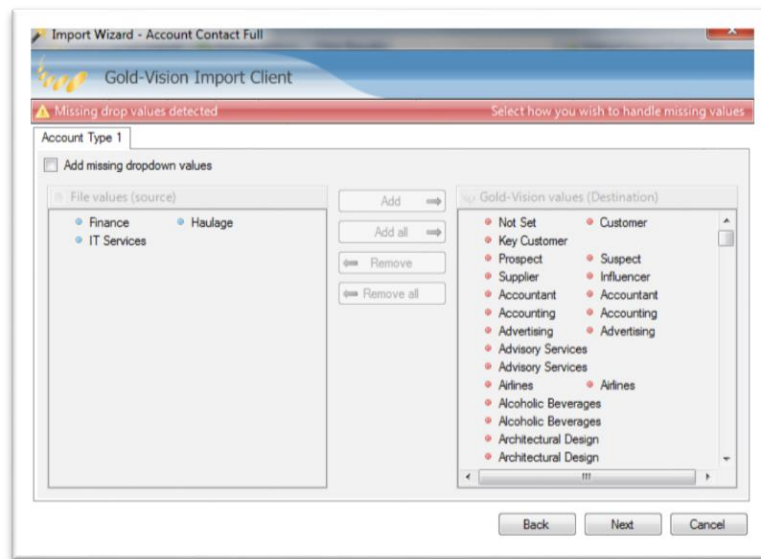 Import Wizard - Account Contact Full
Gold-Vision Import Client
Missing drop values detected Select how you wish to handle missing values
Account Type 1
Add missing dropdown values
File values (source)
Finance Haulage
IT Services
Add
Add all
Remove
Remove all
Gold-Vision values (Destination)
Not Set Customer
Key Customer
Prospect Suspect
Supplier Influencer
Accountant Accountant
Accounting Accounting
Advertising Advertising
Advisory Services
Advisory Services
Airlines Airlines
Alcoholic Beverages
Alcoholic Beverages
Architectural Design
Architectural Design
Back Next Cancel